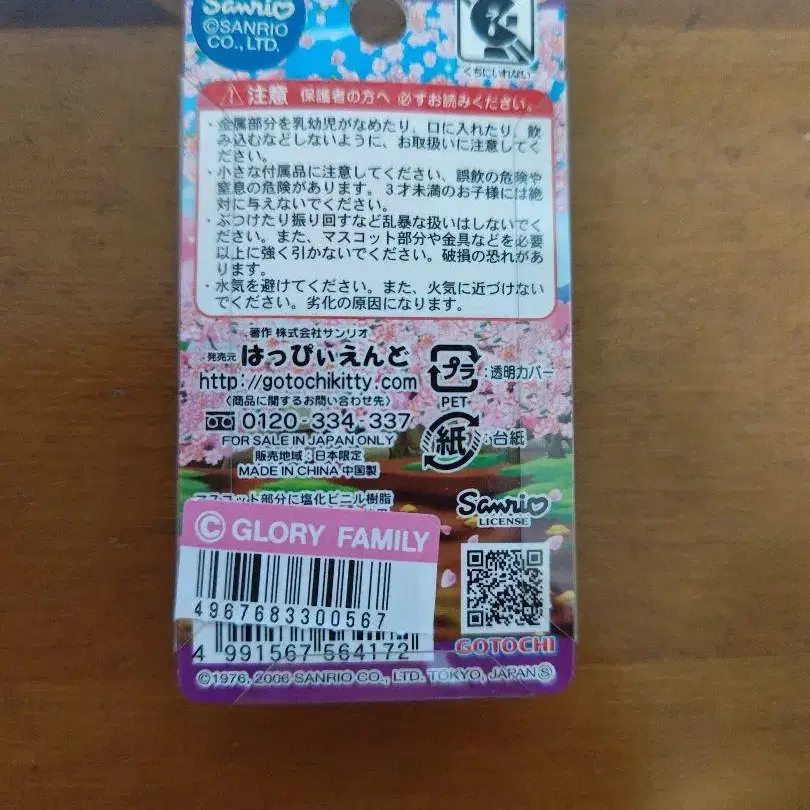 Sanrio
©SANRIO
CO., LTD.
くちにいれない
注意 保護者の方へ 必ずお読みください。
・金属部分を乳幼児がなめたり、口に入れたり、飲
み込むなどしないように、お取扱いに注意してく
ださい。
・小さな付属品に注意してください、誤飲の危険や
窒息の危険があります。3才未満のお子様には絶
対に与えないでください。
・ぶつけたり振り回すなど乱暴な扱いはしないでく
ださい。また、マスコット部分や金具などを必要
以上に強く引かないでください。破損の恐れがあ
ります。
・水気を避けてください。また、火気に近づけない
でください。劣化の原因になります。
著作 株式会社サンリオ
発売元 はっぴぃえんど
http://gotochikitty.com
〈商品に関するお問い合わせ先〉
0120-334-337
FOR SALE IN JAPAN ONLY
販売地域:日本限定
MADE IN CHINA 中国製
プラ :透明カバー
PET
紙 :台紙
マスコット部分に塩化ビニル樹脂
Sanrio
LICENSE
© GLORY FAMILY
4967683300567
4 991567 564172
GOTOCHI
©1976, 2006 SANRIO CO., LTD. TOKYO, JAPAN Ⓢ